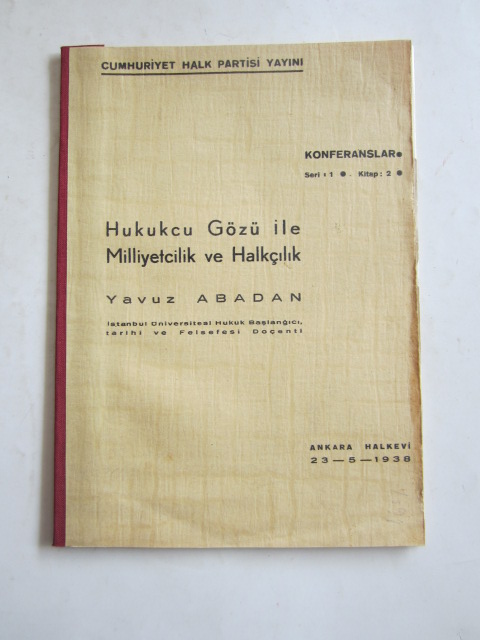 CUMHURİYET HALK PARTİSİ YAYINI
KONFERANSLAR●
Seri : 1 ● . Kitap : 2 ●
Hukukcu Gözü ile
Milliyetcilik ve Halkçılık
Yavuz ABADAN
İstanbul Üniversitesi Hukuk Başlangıcı,
tarihi ve Felsefesi Doçenti
ANKARA HALKEVİ
23 — 5 — 1938